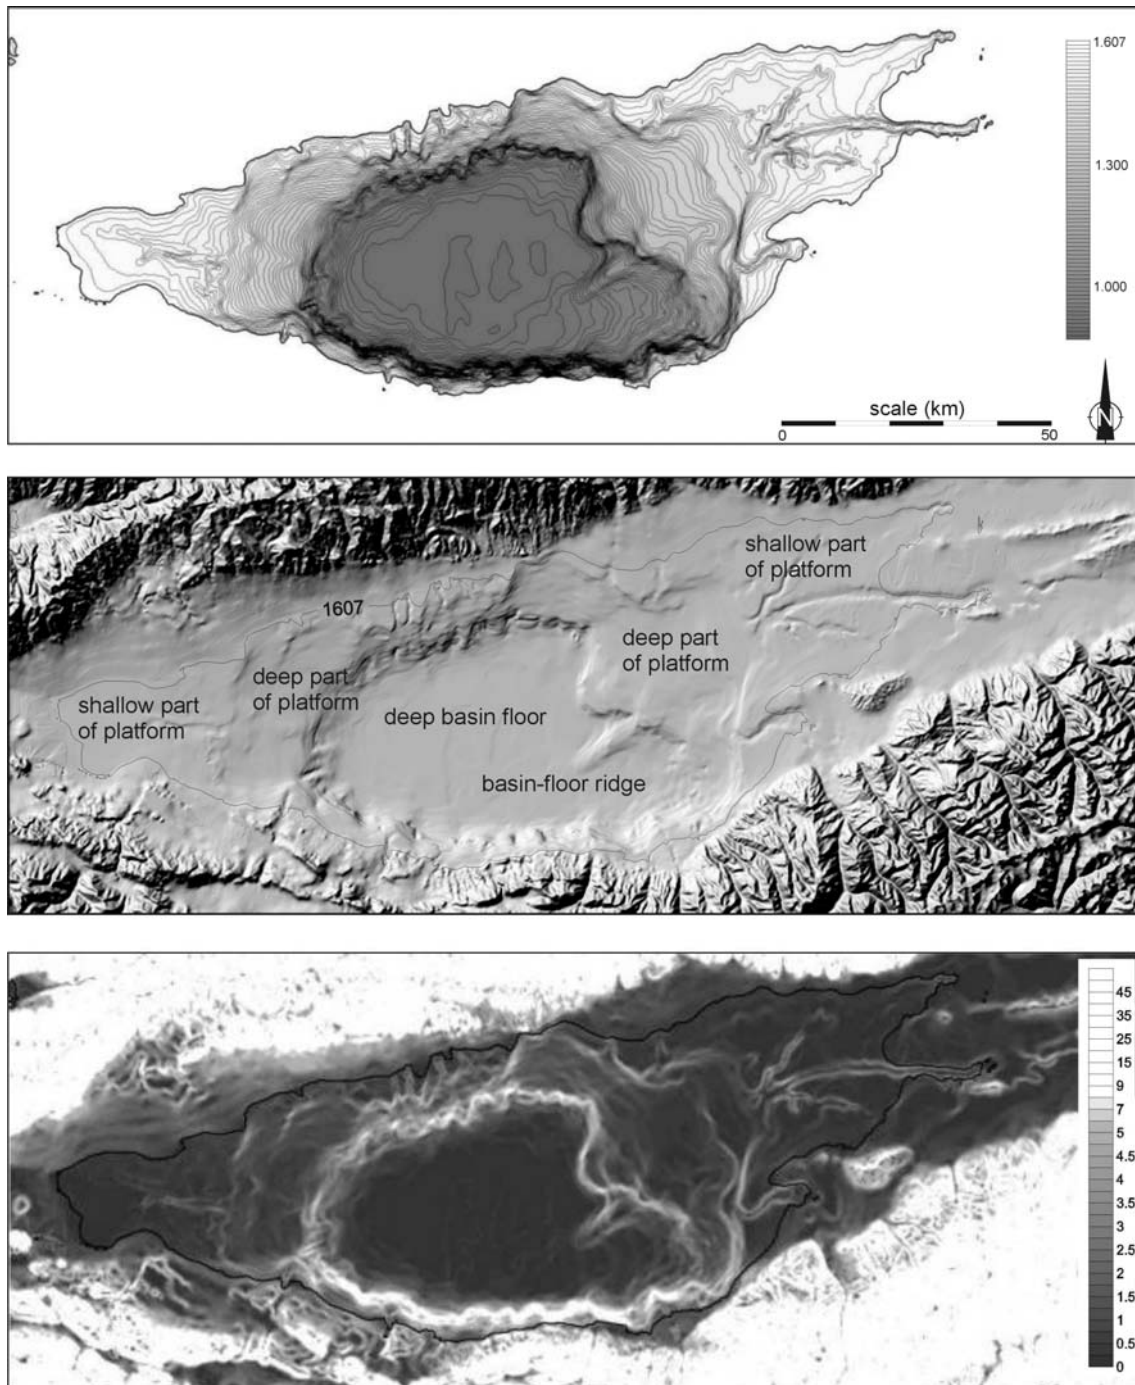 1.607
1.300
1.000
scale (km)
0
50
N
shallow part
of platform
1607
deep part
of platform
deep part
of platform
shallow part
of platform
deep basin floor
basin-floor ridge
45
35
25
15
9
7
5
4.5
4
3.5
3
2.5
2
1.5
1
0.5
0